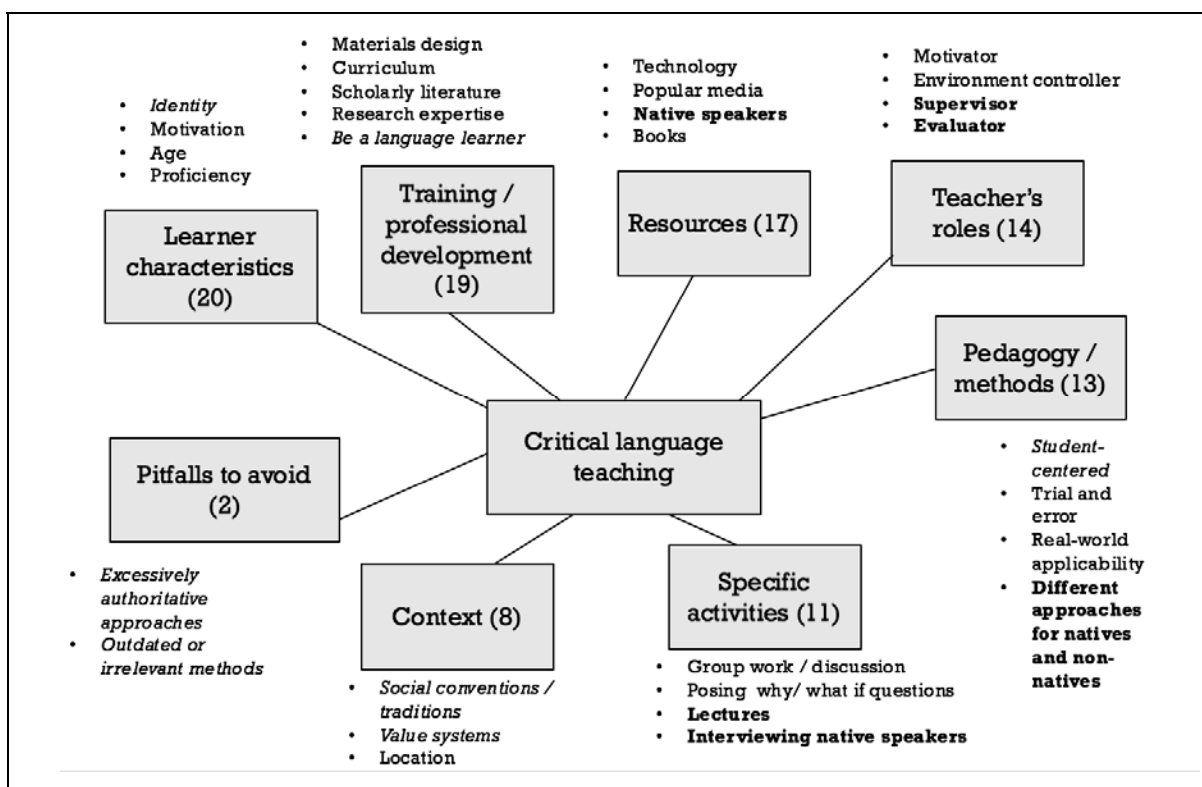 • Identity
• Motivation
• Age
• Proficiency
Learner
characteristics
(20)
• Materials design
• Curriculum
• Scholarly literature
• Research expertise
• Be a language learner
Training /
professional
development
(19)
• Technology
• Popular media
• Native speakers
• Books
Resources (17)
• Motivator
• Environment controller
• Supervisor
• Evaluator
Teacher's
roles (14)
Pedagogy /
methods (13)
• Student-
centered
• Trial and
error
• Real-world
applicability
• Different
approaches
for natives
and non-
natives
Critical language
teaching
Pitfalls to avoid
(2)
• Excessively
authoritative
approaches
• Outdated or
irrelevant methods
Context (8)
• Social conventions /
traditions
• Value systems
• Location
Specific
activities (11)
• Group work / discussion
• Posing why/ what if questions
• Lectures
• Interviewing native speakers